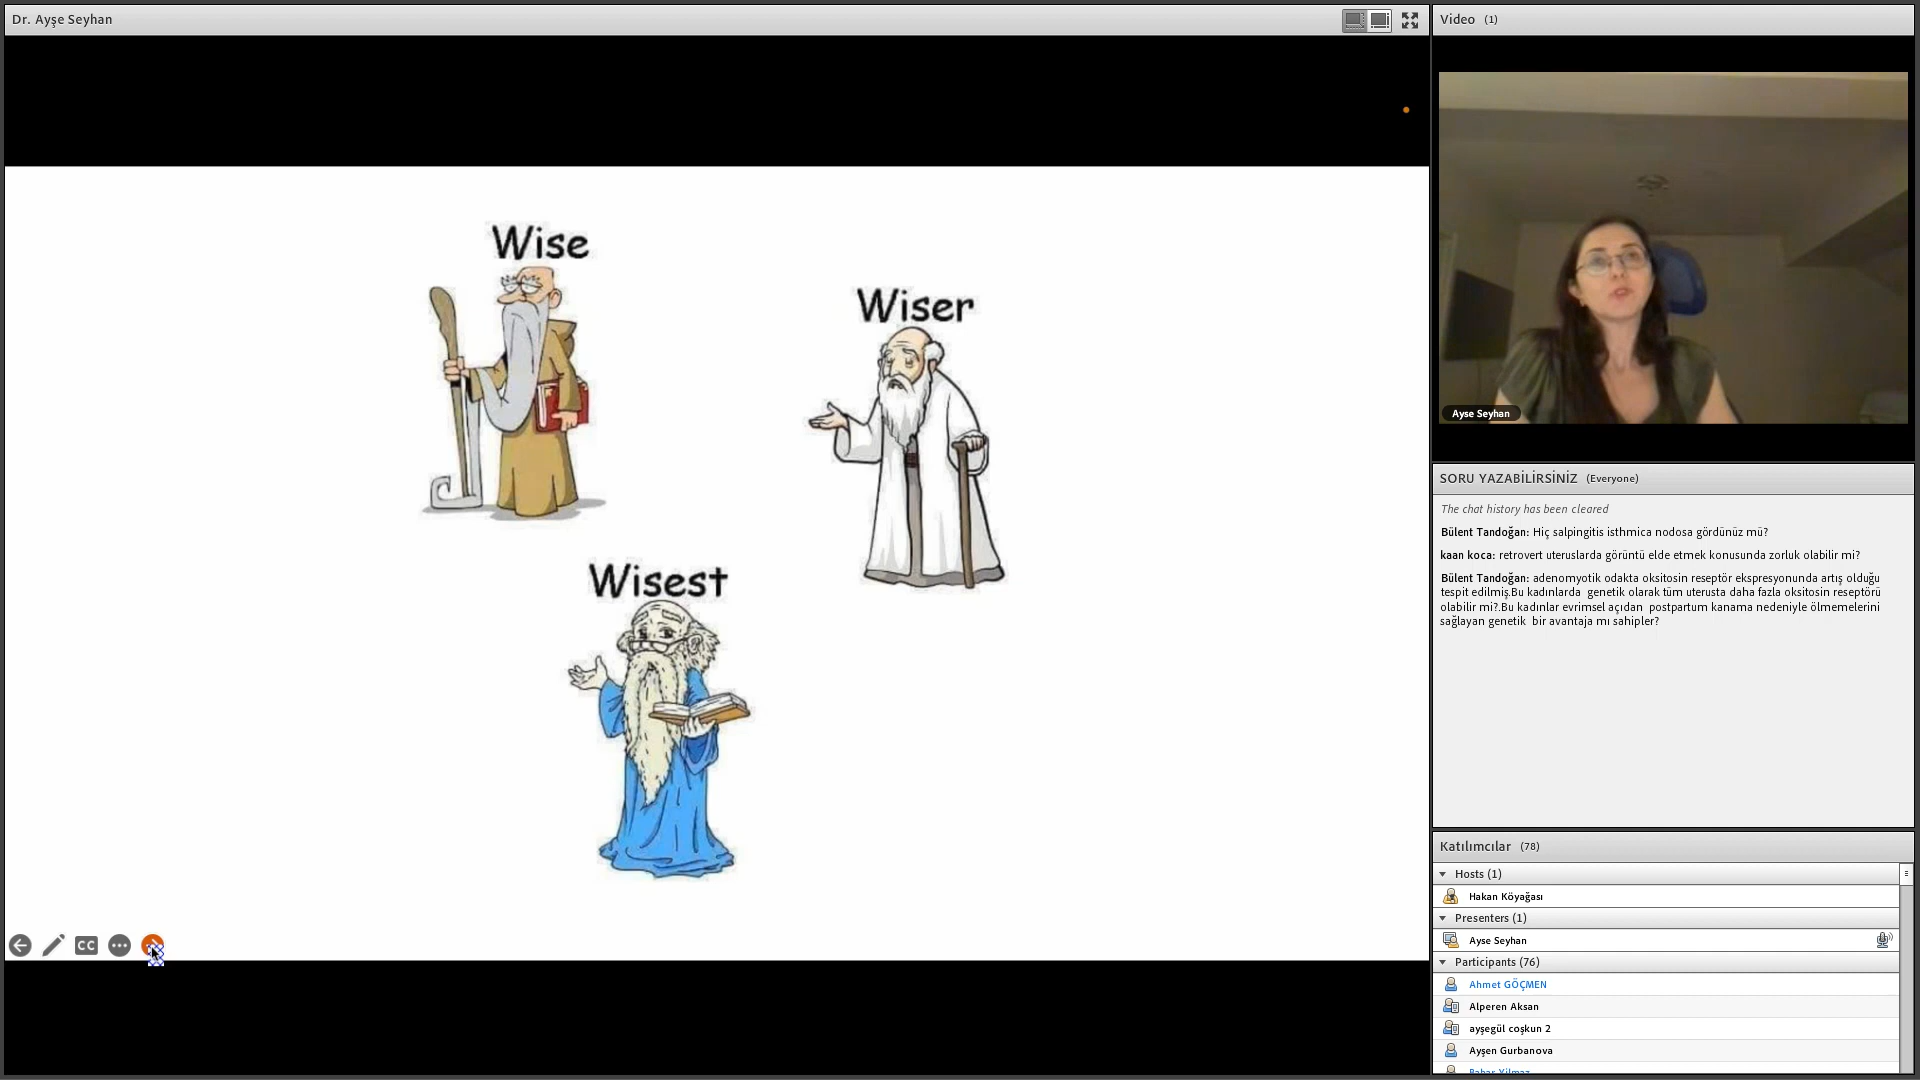 Dr. Ayşe Seyhan
Wise
Wiser
Wisest
CC
Video (1)
Ayse Seyhan
SORU YAZABİLİRSİNİZ (Everyone)
The chat history has been cleared
Bülent Tandoğan: Hiç salpingitis isthmica nodosa gördünüz mü?
kaan koca: retrovert uteruslarda görüntü elde etmek konusunda zorluk olabilir mi?
Bülent Tandoğan: adenomyotik odakta oksitosin reseptör ekspresyonunda artış olduğu
tespit edilmiş.Bu kadınlarda genetik olarak tüm uterusta daha fazla oksitosin reseptörü
olabilir mi?.Bu kadınlar evrimsel açıdan postpartum kanama nedeniyle ölmemelerini
sağlayan genetik bir avantaja mı sahipler?
Katılımcılar (78)
Hosts (1)
Hakan Köyağası
Presenters (1)
Ayse Seyhan
Participants (76)
Ahmet GÖÇMEN
Alperen Aksan
ayşegül coşkun 2
Ayşen Gurbanova